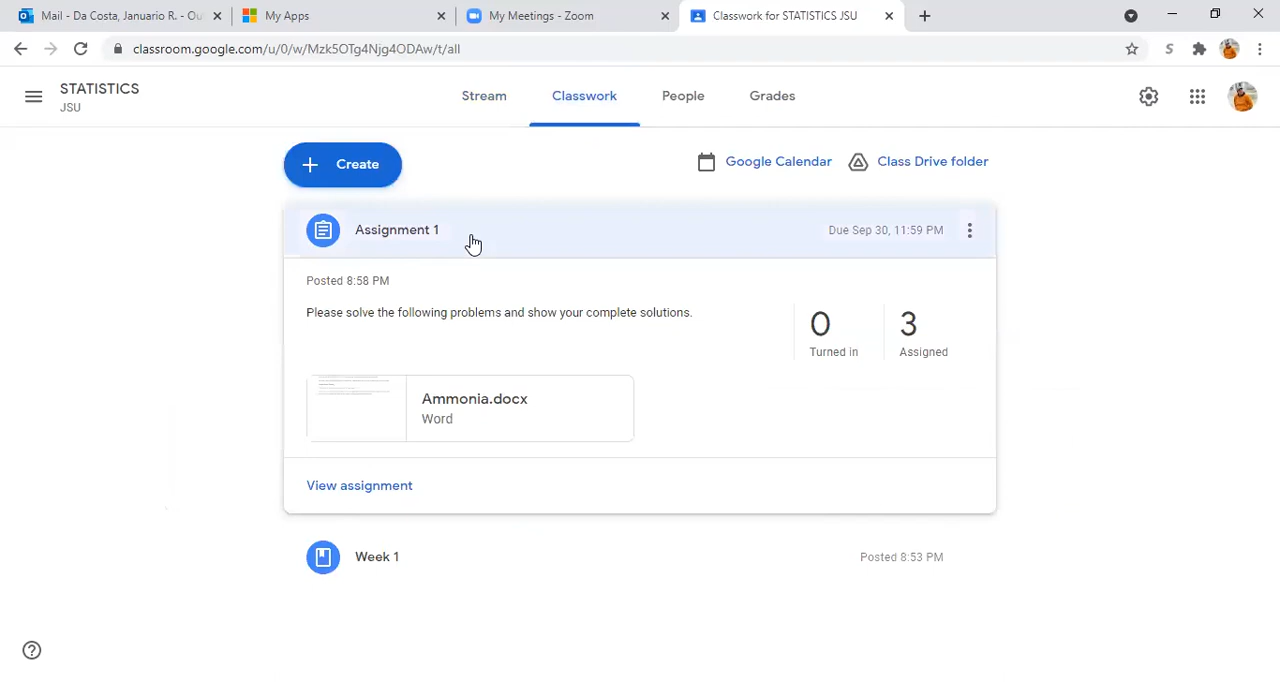 Mail - Da Costa, Januario R. - Ou
My Apps
My Meetings - Zoom
Classwork for STATISTICS JSU
classroom.google.com/u/0/w/Mzk5OTg4Njg4ODAw/t/all
STATISTICS
JSU
Stream
Classwork
People
Grades
Create
Google Calendar
Class Drive folder
Assignment 1
Due Sep 30, 11:59 PM
Posted 8:58 PM
Please solve the following problems and show your complete solutions.
0
3
Turned in
Assigned
Ammonia.docx
Word
View assignment
Week 1
Posted 8:53 PM